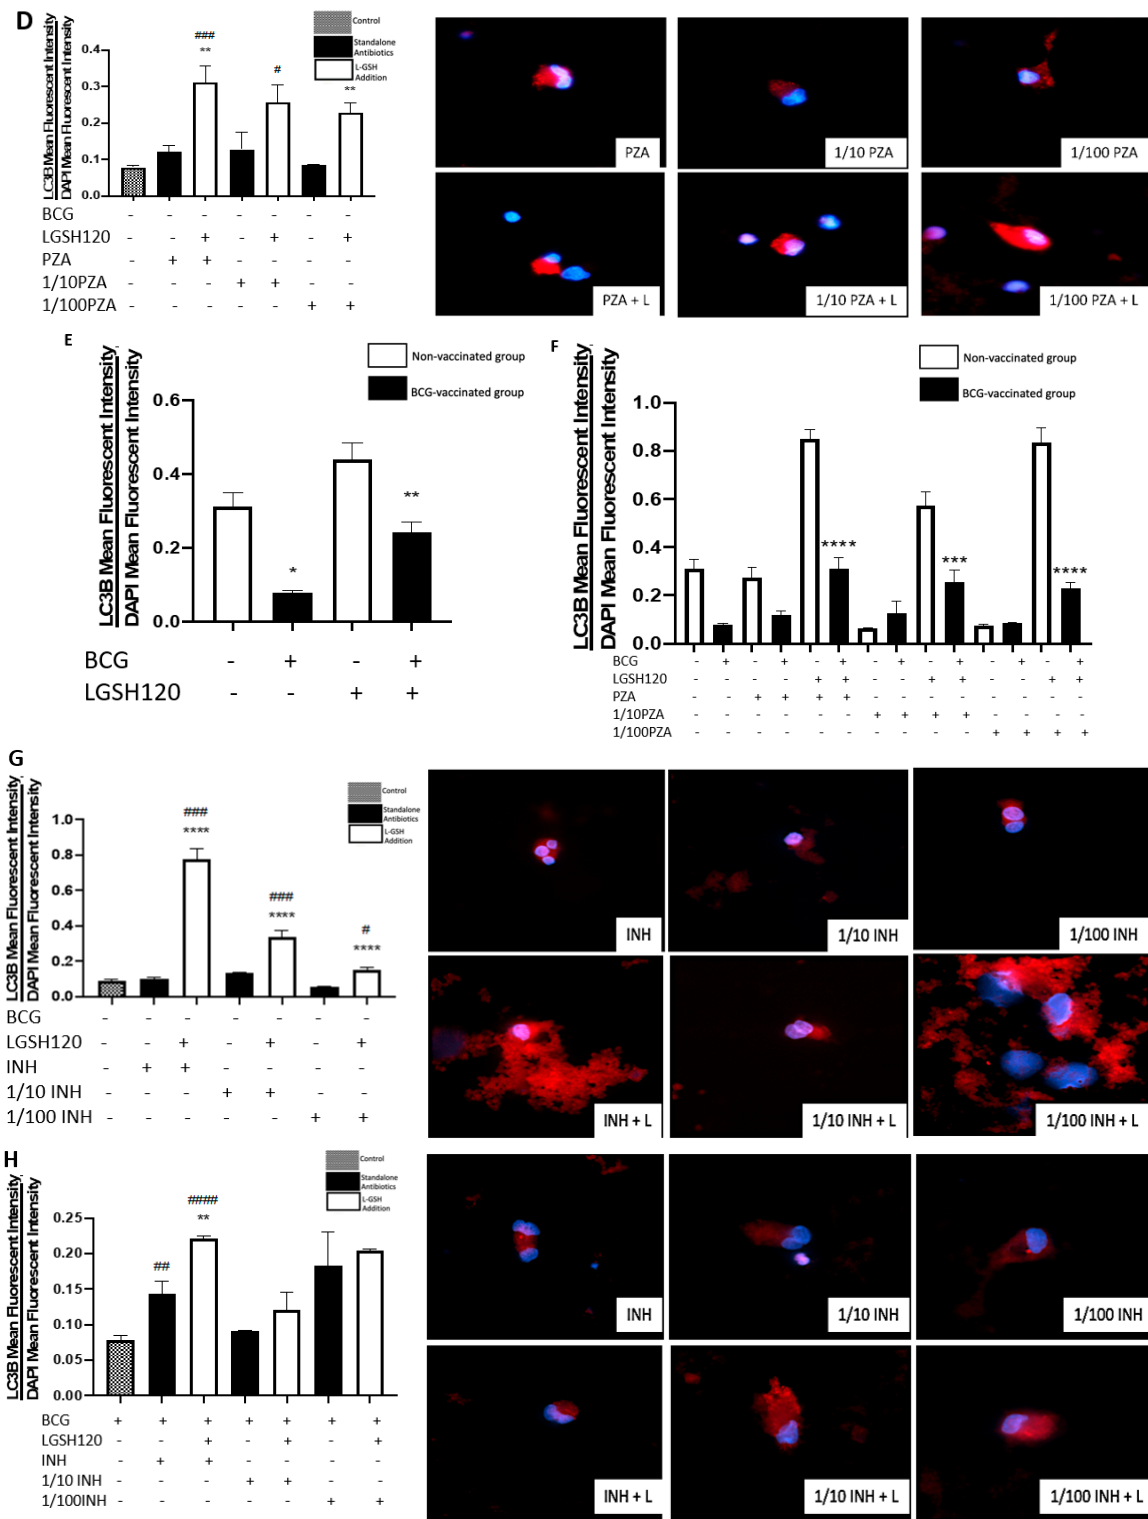 D
LC3B Mean Fluorescent Intensity
DAPI Mean Fluorescent Intensity
Control
Standalone
Antibiotics
L-GSH
Addition
0.4
0.3
0.2
0.1
0.0
###
**
#
**
BCG - - - - - - -
LGSH120 - - + - + - +
PZA - + + - - - -
1/10PZA - - - + + - -
1/100PZA - - - - - + +
PZA
1/10 PZA
1/100 PZA
PZA + L
1/10 PZA + L
1/100 PZA + L
E
LC3B Mean Fluorescent Intensity
DAPI Mean Fluorescent Intensity
Non-vaccinated group
BCG-vaccinated group
0.6
0.4
0.2
0.0
*
**
BCG - + - +
LGSH120 - - + +
F
LC3B Mean Fluorescent Intensity
DAPI Mean Fluorescent Intensity
Non-vaccinated group
BCG-vaccinated group
1.0
0.8
0.6
0.4
0.2
0.0
****
***
****
BCG - + - + - + - + - + - + - +
LGSH120 - - - - + + - - + + - - + +
PZA - - + + + + - - - - - - - -
1/10PZA - - - - - - + + + + - - - -
1/100PZA - - - - - - - - - - + + + +
G
LC3B Mean Fluorescent Intensity
DAPI Mean Fluorescent Intensity
Control
Standalone
Antibiotics
L-GSH
Addition
1.0
0.8
0.6
0.4
0.2
0.0
###
****
###
****
#
****
BCG - - - - - - -
LGSH120 - - + - + - +
INH - + + - - - -
1/10 INH - - - + + - -
1/100 INH - - - - - + +
INH
1/10 INH
1/100 INH
INH + L
1/10 INH + L
1/100 INH + L
H
LC3B Mean Fluorescent Intensity
DAPI Mean Fluorescent Intensity
Control
Standalone
Antibiotics
L-GSH
Addition
0.25
0.20
0.15
0.10
0.05
0.00
##
####
**
BCG + + + + + + +
LGSH120 - - + - + - +
INH - + + - - - -
1/10 INH - - - + + - -
1/100INH - - - - - + +
INH
1/10 INH
1/100 INH
INH + L
1/10 INH + L
1/100 INH + L